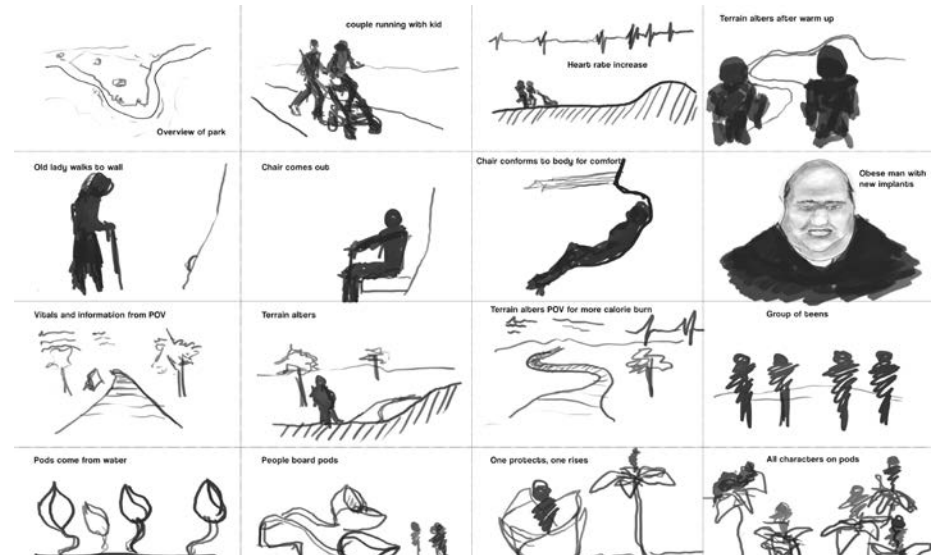 Overview of park
couple running with kid
Heart rate increase
Terrain alters after warm up
Old lady walks to wall
Chair comes out
Chair conforms to body for comfort
Obese man with
new implants
Vitals and information from POV
Terrain alters
Terrain alters POV for more calorie burn
Group of teens
Pods come from water
People board pods
One protects, one rises
All characters on pods